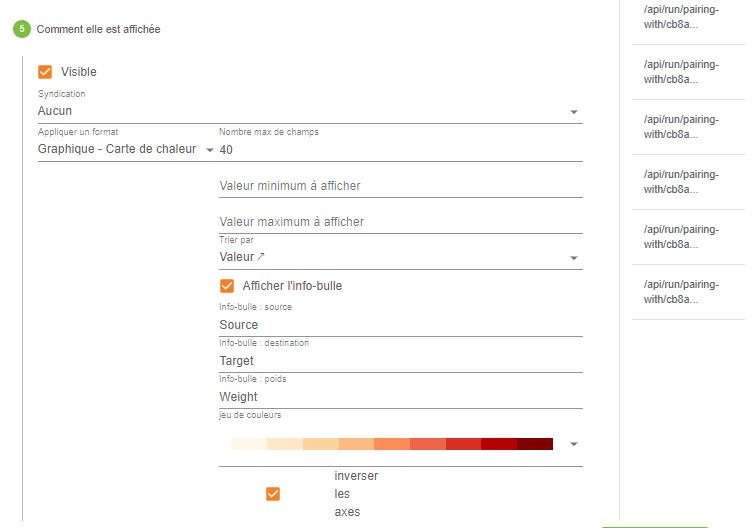 5 Comment elle est affichée
Visible
Syndication
Aucun
Appliquer un format
Graphique - Carte de chaleur
Nombre max de champs
40
Valeur minimum à afficher
Valeur maximum à afficher
Trier par
Valeur ↗
Afficher l'info-bulle
Info-bulle : source
Source
Info-bulle : destination
Target
Info-bulle : poids
Weight
jeu de couleurs
inverser
les
axes
/api/run/pairing-
with/cb8a...
/api/run/pairing-
with/cb8a...
/api/run/pairing-
with/cb8a...
/api/run/pairing-
with/cb8a...
/api/run/pairing-
with/cb8a...
/api/run/pairing-
with/cb8a...